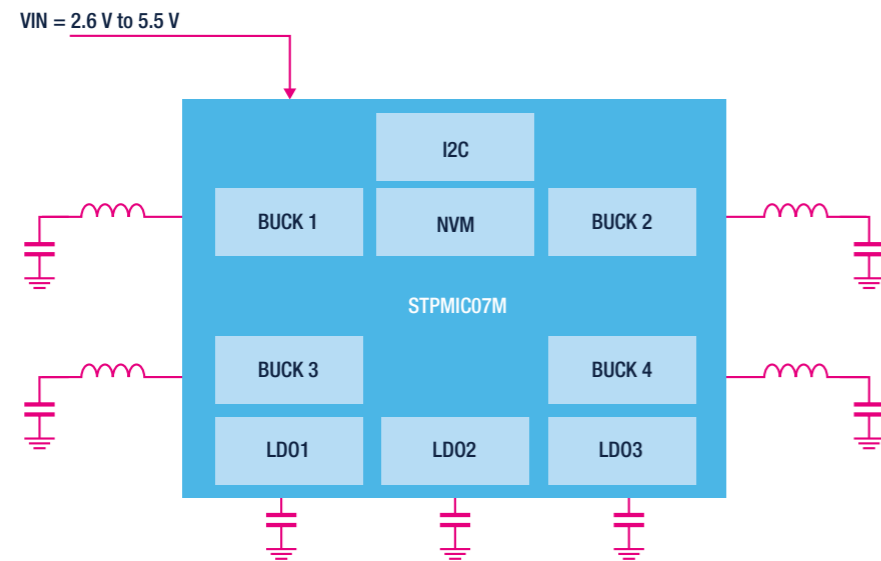 VIN = 2.6 V to 5.5 V
I2C
BUCK 1
NVM
BUCK 2
STPMIC07M
BUCK 3
BUCK 4
LDO1
LDO2
LDO3